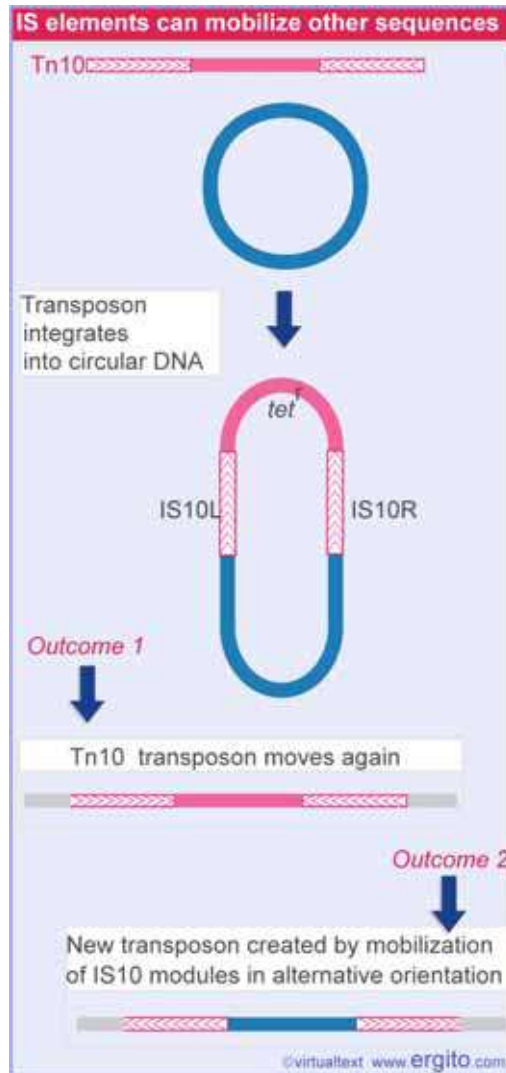 IS elements can mobilize other sequences
Tn10
Transposon
integrates
into circular DNA
tetr
IS10L
IS10R
Outcome 1
Tn10 transposon moves again
Outcome 2
New transposon created by mobilization
of IS10 modules in alternative orientation
©virtualtext www.ergito.com